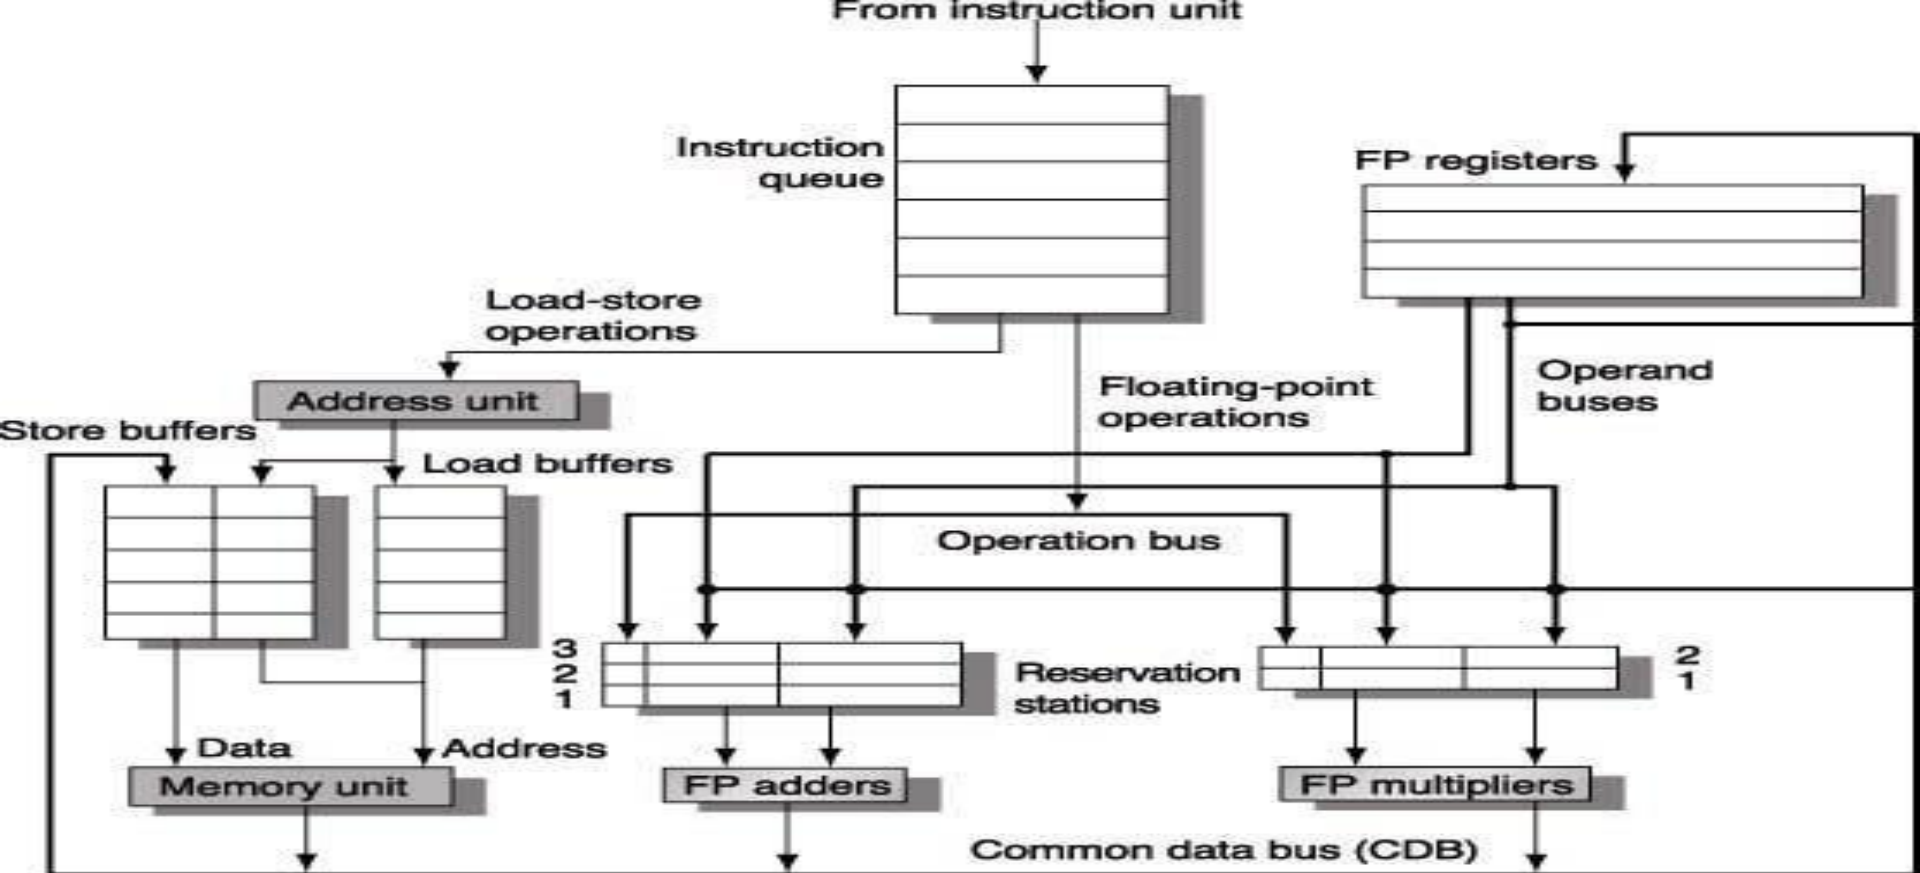 From instruction unit
Instruction
queue
FP registers
Load-store
operations
Address unit
Floating-point
operations
Operand
buses
Store buffers
Load buffers
Operation bus
3
2
1
Reservation
stations
2
1
Data
Address
Memory unit
FP adders
FP multipliers
Common data bus (CDB)